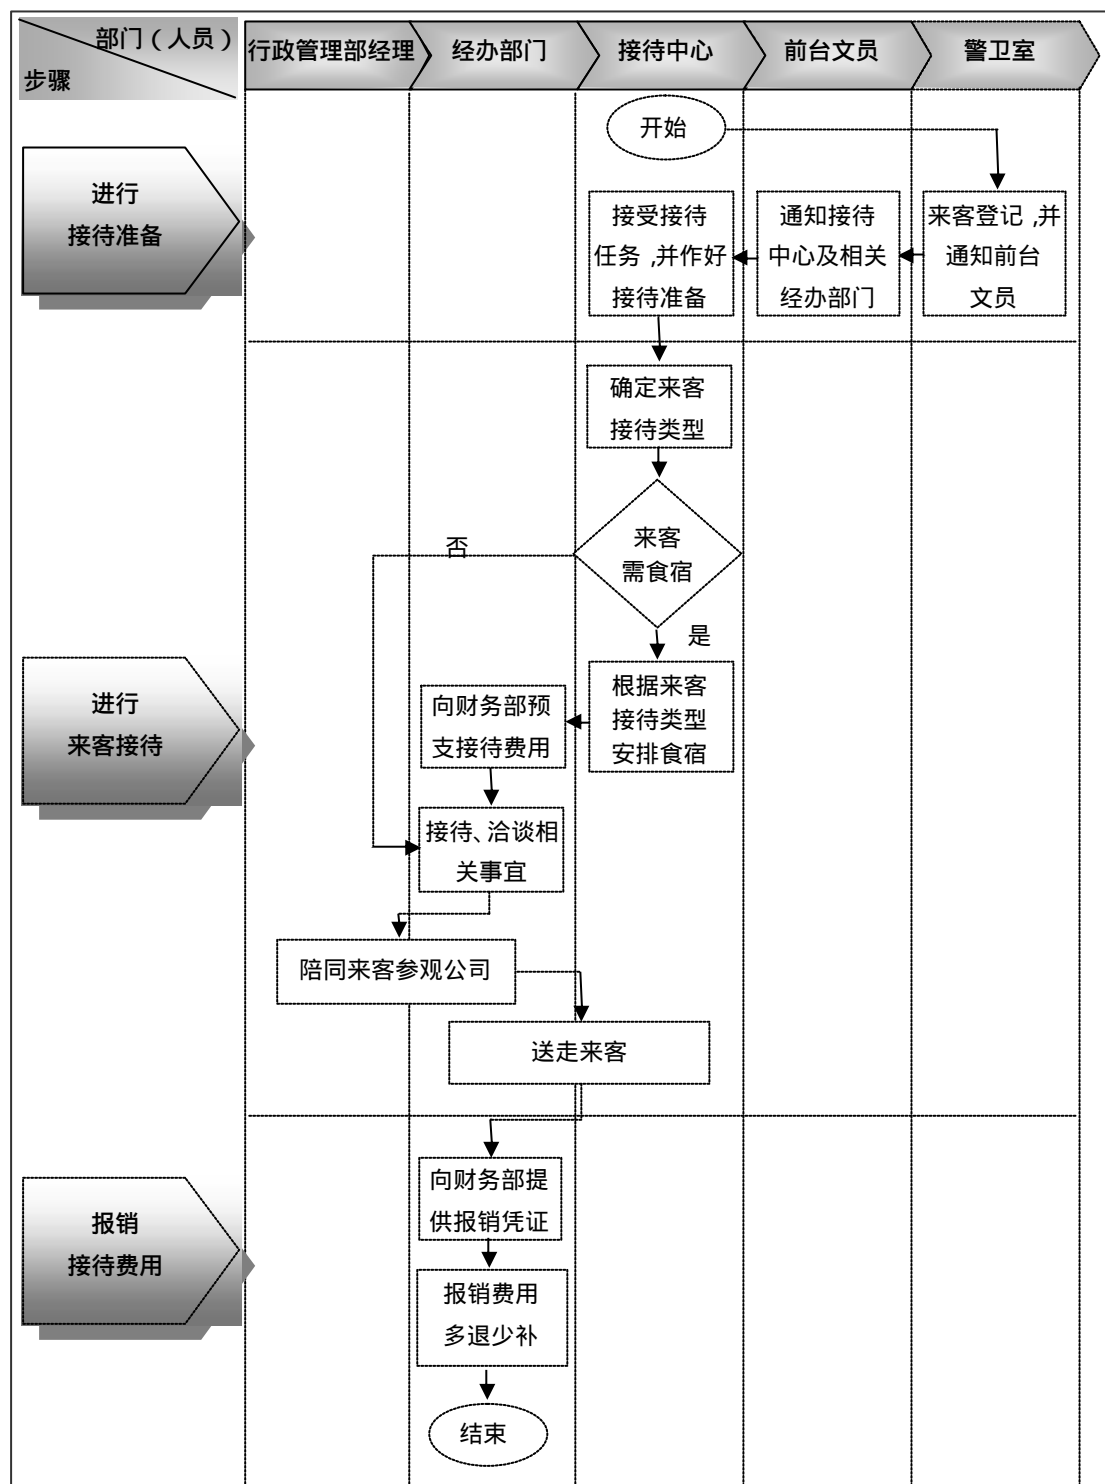 部门（人员）
步骤
行政管理部经理
经办部门
接待中心
前台文员
警卫室
开始
进行
接待准备
接受接待
任务,并作好
接待准备
通知接待
中心及相关
经办部门
来客登记,并
通知前台
文员
确定来客
接待类型
来客
需食宿
否
是
进行
来客接待
向财务部预
支接待费用
根据来客
接待类型
安排食宿
接待、洽谈相
关事宜
陪同来客参观公司
送走来客
报销
接待费用
向财务部提
供报销凭证
报销费用
多退少补
结束